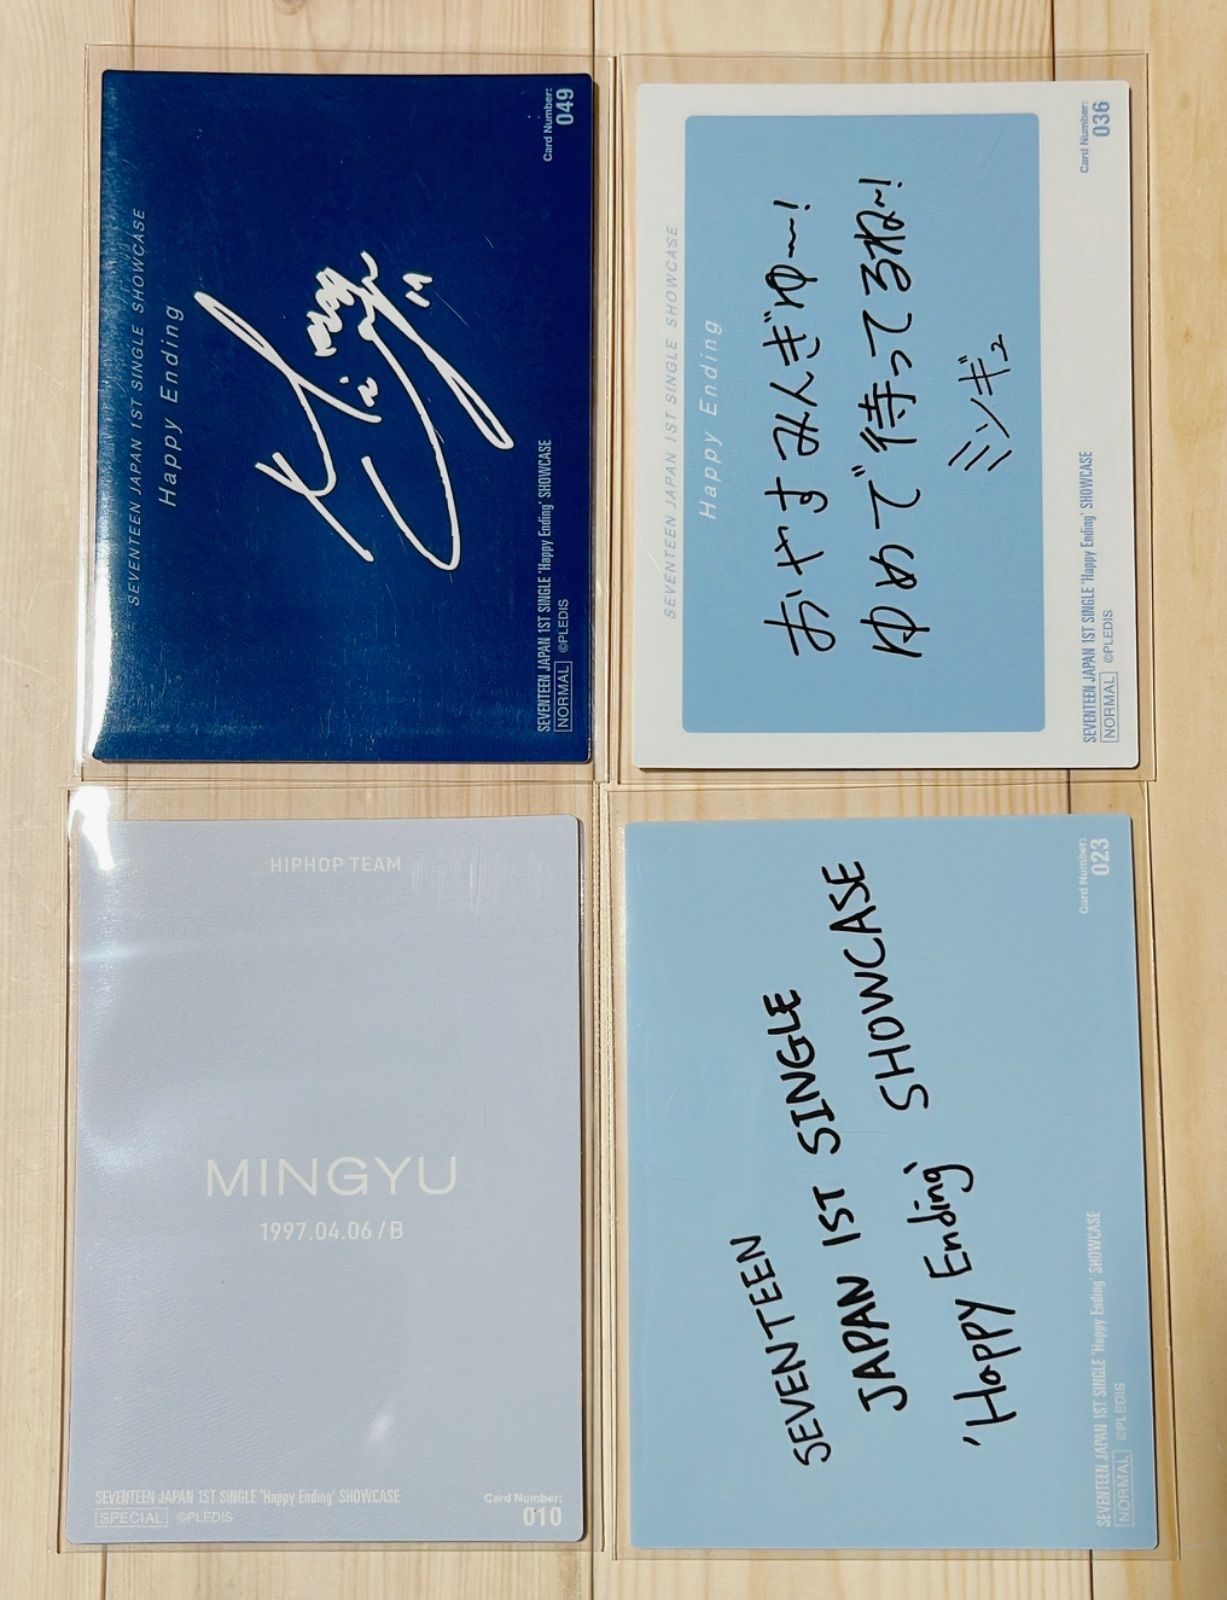 SEVENTEEN JAPAN 1ST SINGLE SHOWCASE
Happy Ending
Mingyu
SEVENTEEN JAPAN 1ST SINGLE 'Happy Ending' SHOWCASE
NORMAL ©PLEDIS
Card Number:
049
SEVENTEEN JAPAN 1ST SINGLE SHOWCASE
Happy Ending
おやすみんぎゆ〜!
ゆめで待ってるね〜!
ミンギュ
SEVENTEEN JAPAN 1ST SINGLE 'Happy Ending' SHOWCASE
NORMAL ©PLEDIS
Card Number:
036
HIPHOP TEAM
MINGYU
1997.04.06/B
SEVENTEEN JAPAN 1ST SINGLE 'Happy Ending' SHOWCASE
SPECIAL ©PLEDIS
Card Number:
010
SEVENTEEN
JAPAN 1ST SINGLE
'Happy Ending' SHOWCASE
SEVENTEEN JAPAN 1ST SINGLE 'Happy Ending' SHOWCASE
NORMAL ©PLEDIS
Card Number:
023